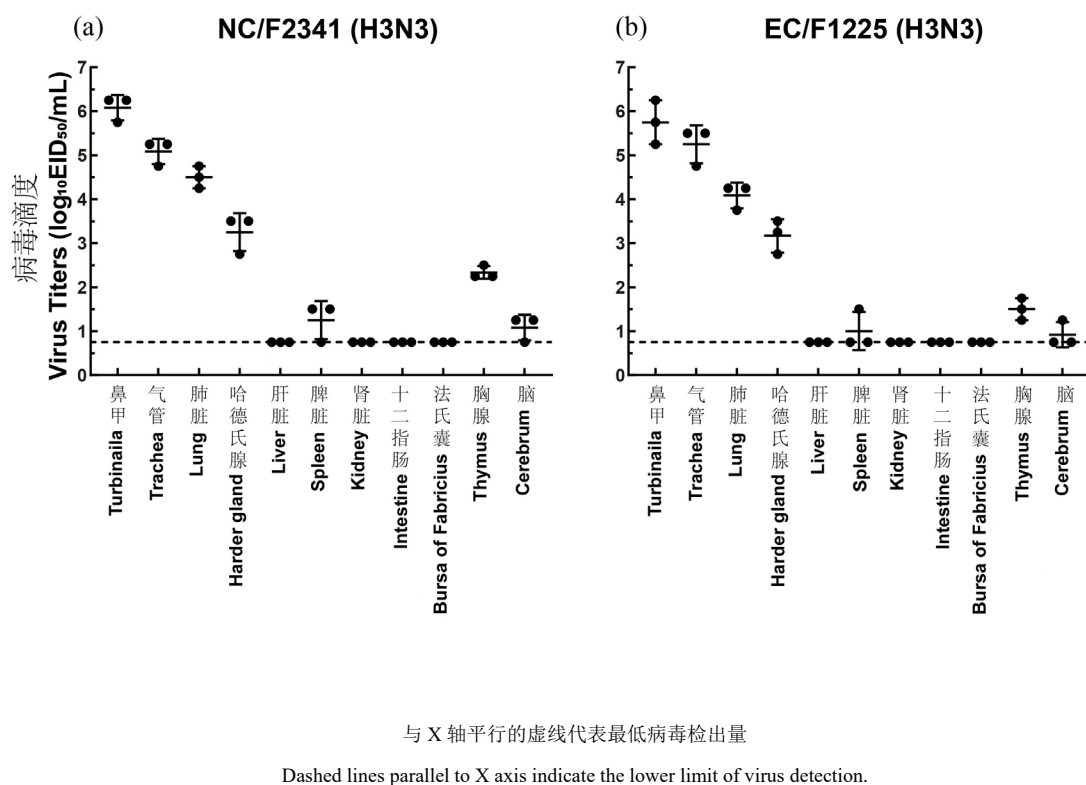 (a) NC/F2341 (H3N3)
病毒滴度
Virus Titers (log₁₀EID₅₀/mL)
7
6
5
4
3
2
1
0
鼻甲 Turbinaila
气管 Trachea
肺脏 Lung
哈德氏腺 Harder gland
肝脏 Liver
脾脏 Spleen
肾脏 Kidney
十二指肠 Intestine
法氏囊 Bursa of Fabricius
胸腺 Thymus
脑 Cerebrum
(b) EC/F1225 (H3N3)
7
6
5
4
3
2
1
0
鼻甲 Turbinaila
气管 Trachea
肺脏 Lung
哈德氏腺 Harder gland
肝脏 Liver
脾脏 Spleen
肾脏 Kidney
十二指肠 Intestine
法氏囊 Bursa of Fabricius
胸腺 Thymus
脑 Cerebrum
与 X 轴平行的虚线代表最低病毒检出量
Dashed lines parallel to X axis indicate the lower limit of virus detection.